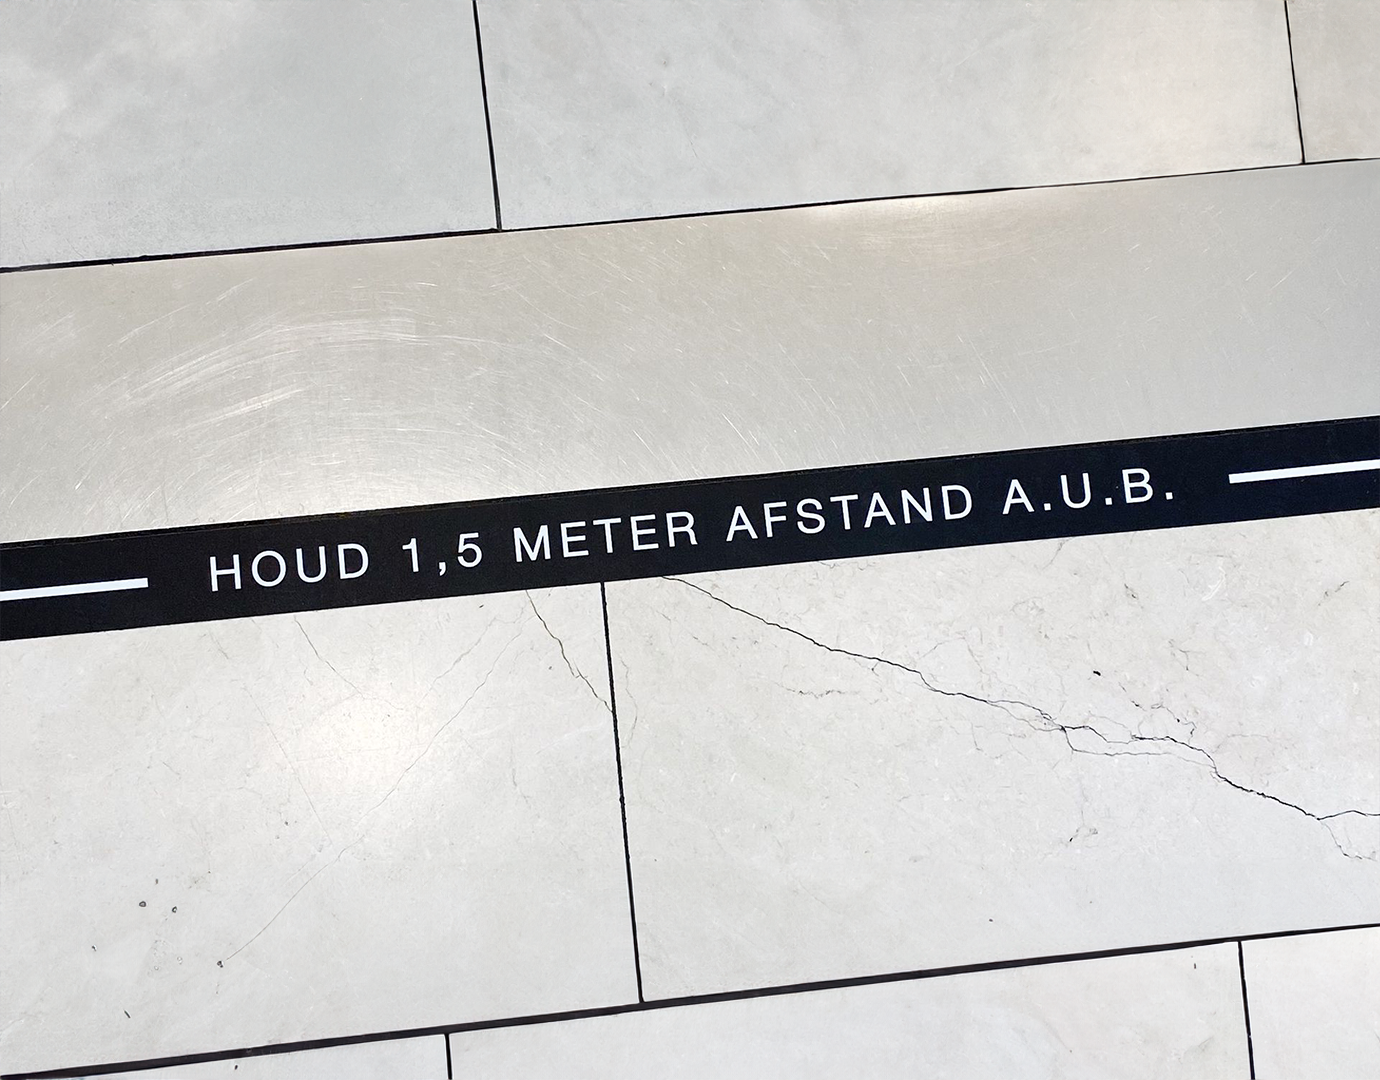 HOUD 1,5 METER AFSTAND A.U.B.